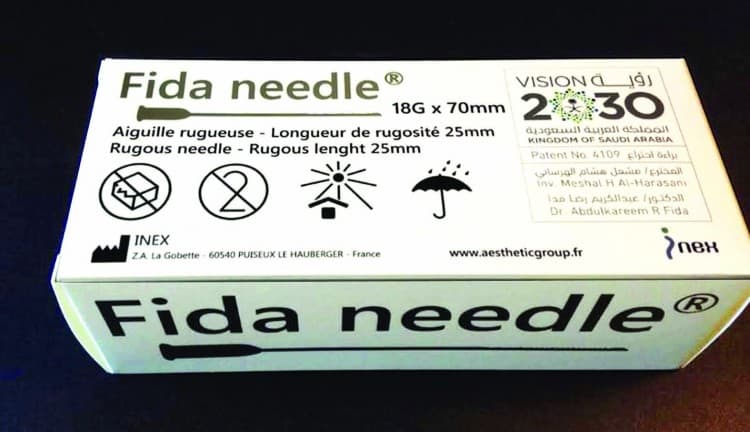 Fida needle®
18G x 70mm
Aiguille rugueuse - Longueur de rugosité 25mm
Rugous needle - Rugous lenght 25mm
VISION رؤيــة
2030
المملكة العربية السعودية
KINGDOM OF SAUDI ARABIA
Patent No. 4109 براءة اختراع
المخترع/ مشعل هشام الهرساني
Inv. Meshal H Al-Harasani
الدكتور/ عبدالكريم رضا فدا
Dr. Abdulkareem R Fida
2
INEX
Z.A. La Gobette - 60540 PUISEUX LE HAUBERGER - France
www.aestheticgroup.fr
inex
Fida needle®